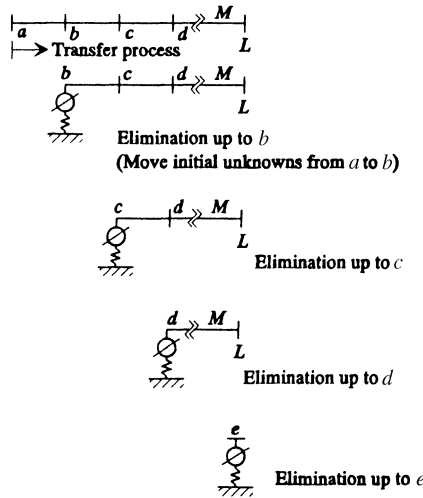 M
a b c d
L
Transfer process
b c d M
L
Elimination up to b
(Move initial unknowns from a to b)
c d M
L
Elimination up to c
d M
L
Elimination up to d
e
Elimination up to e